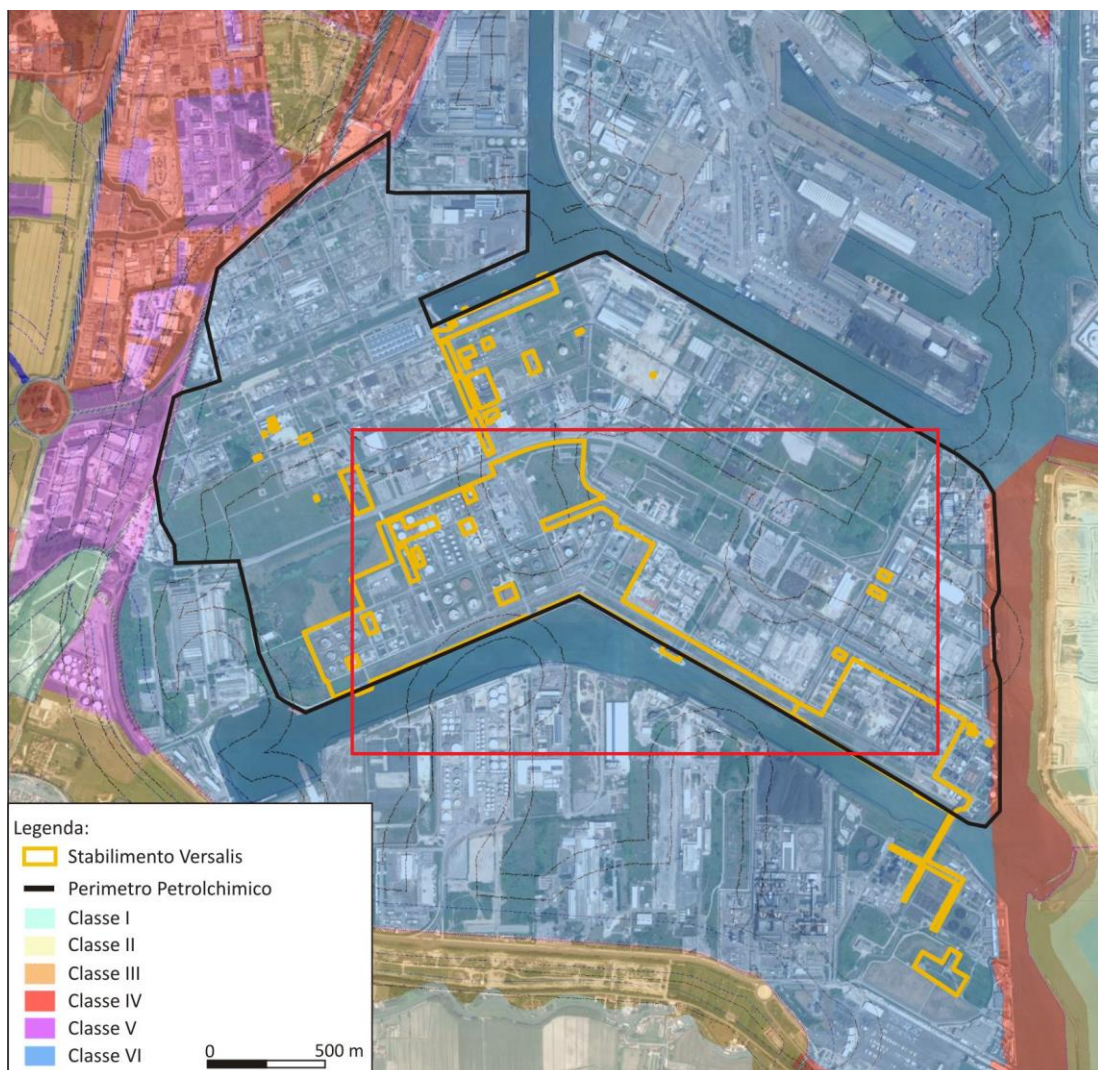 Legenda:
Stabilimento Versalis
Perimetro Petrolchimico
Classe I
Classe II
Classe III
Classe IV
Classe V
Classe VI
0 500 m